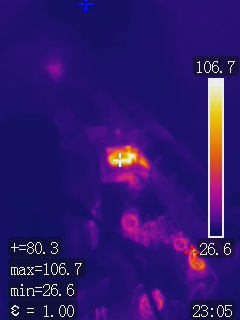 106.7
26.6
+=80.3
max=106.7
min=26.6
ε = 1.00
23:05